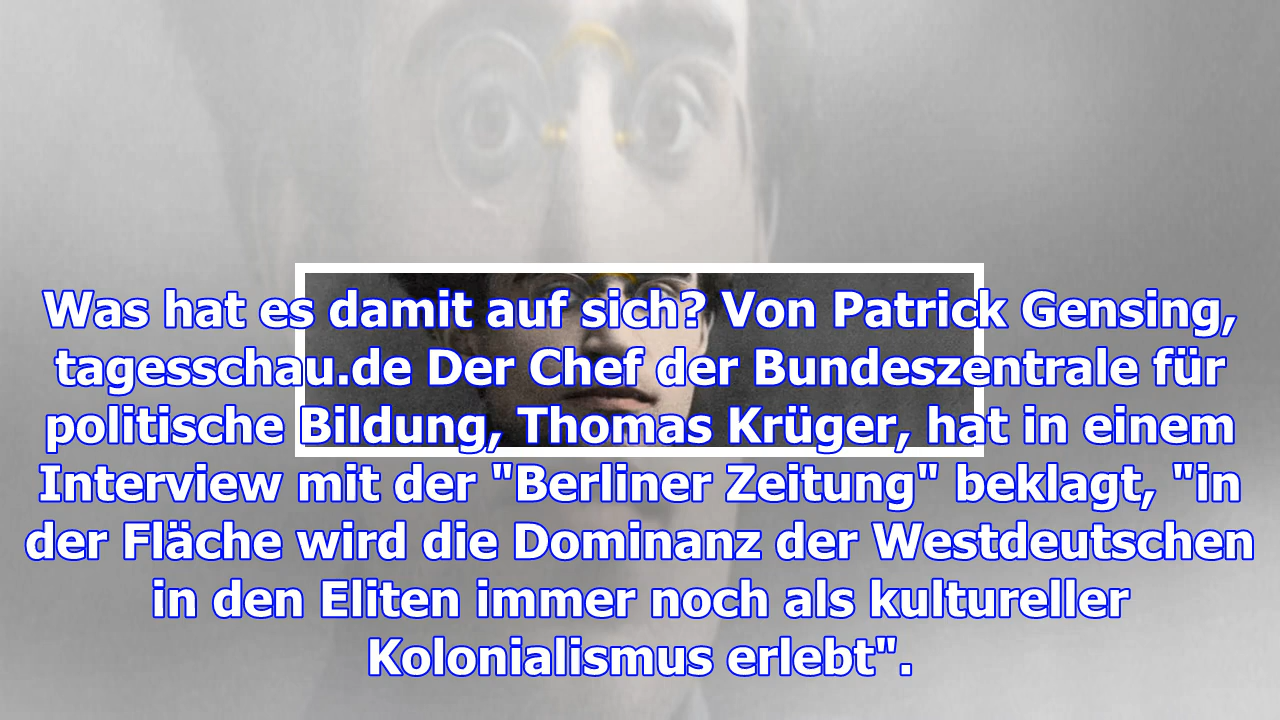 Was hat es damit auf sich? Von Patrick Gensing,
tagesschau.de Der Chef der Bundeszentrale für
politische Bildung, Thomas Krüger, hat in einem
Interview mit der "Berliner Zeitung" beklagt, "in
der Fläche wird die Dominanz der Westdeutschen
in den Eliten immer noch als kultureller
Kolonialismus erlebt".